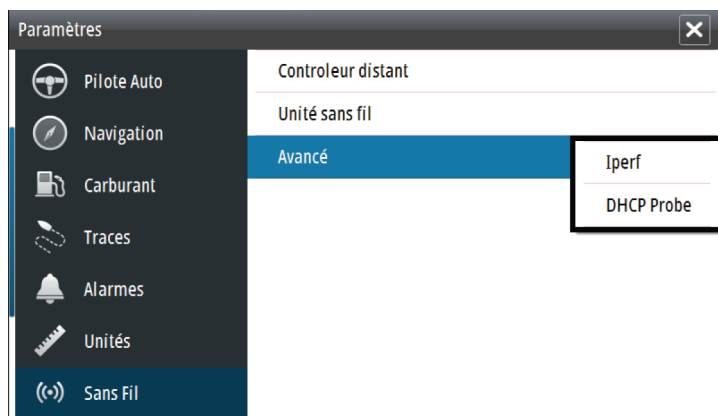 Paramètres
Pilote Auto
Navigation
Carburant
Traces
Alarmes
Unités
Sans Fil
Controleur distant
Unité sans fil
Avancé
Iperf
DHCP Probe